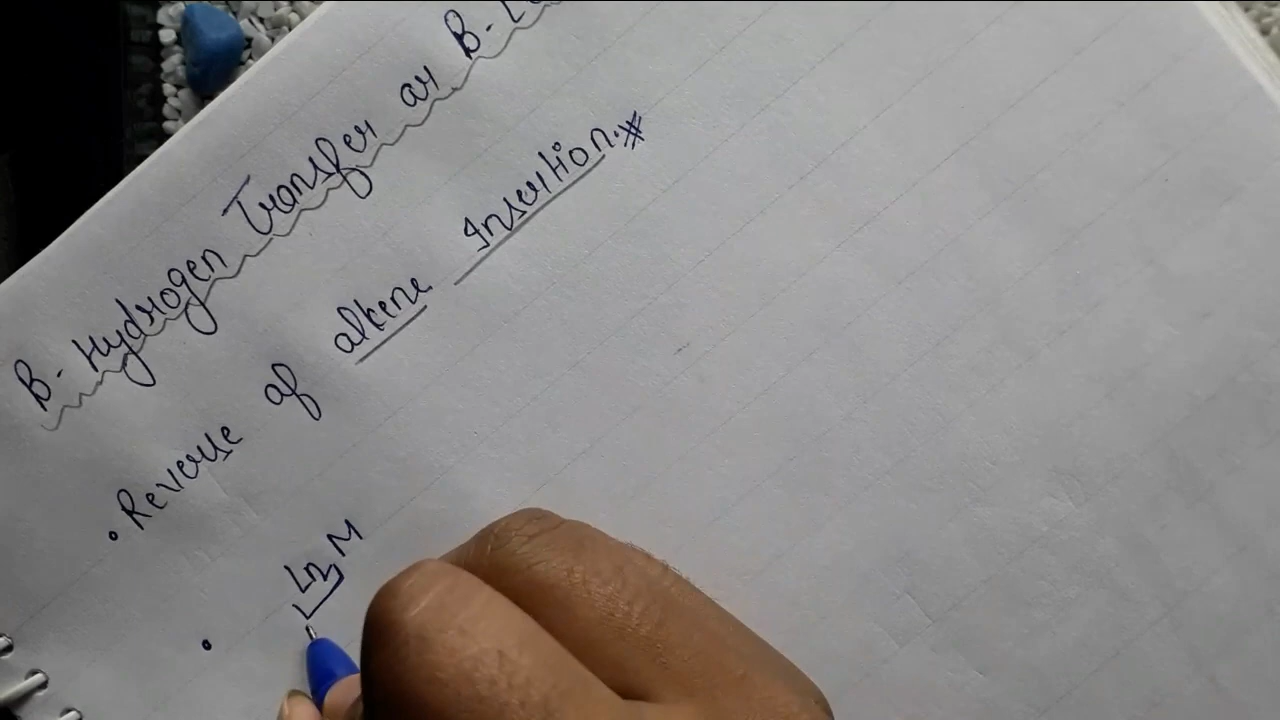 B-Hydrogen Transfer or B-
• Reverse of alkene Insertion.*
• LnM